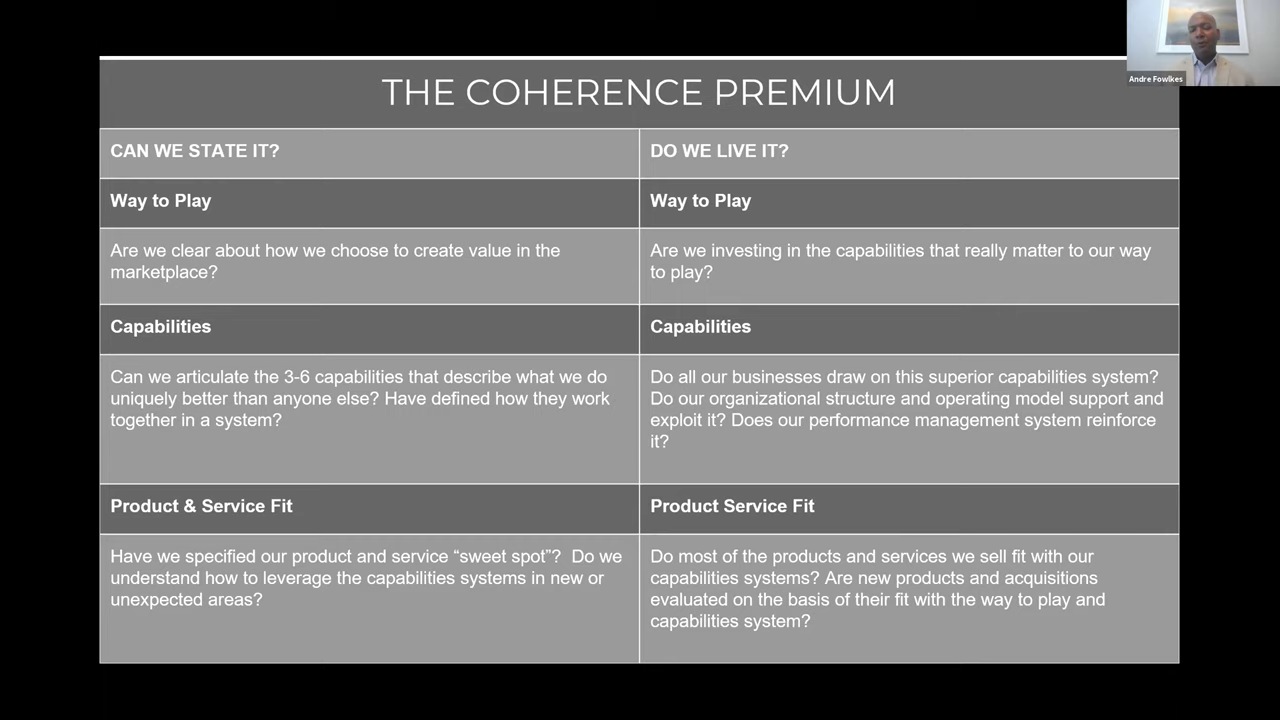 THE COHERENCE PREMIUM
Andre Fowlkes
CAN WE STATE IT?
DO WE LIVE IT?
Way to Play
Way to Play
Are we clear about how we choose to create value in the
marketplace?
Are we investing in the capabilities that really matter to our way
to play?
Capabilities
Capabilities
Can we articulate the 3-6 capabilities that describe what we do
uniquely better than anyone else? Have defined how they work
together in a system?
Do all our businesses draw on this superior capabilities system?
Do our organizational structure and operating model support and
exploit it? Does our performance management system reinforce
it?
Product & Service Fit
Product Service Fit
Have we specified our product and service “sweet spot”?  Do we
understand how to leverage the capabilities systems in new or
unexpected areas?
Do most of the products and services we sell fit with our
capabilities systems? Are new products and acquisitions
evaluated on the basis of their fit with the way to play and
capabilities system?